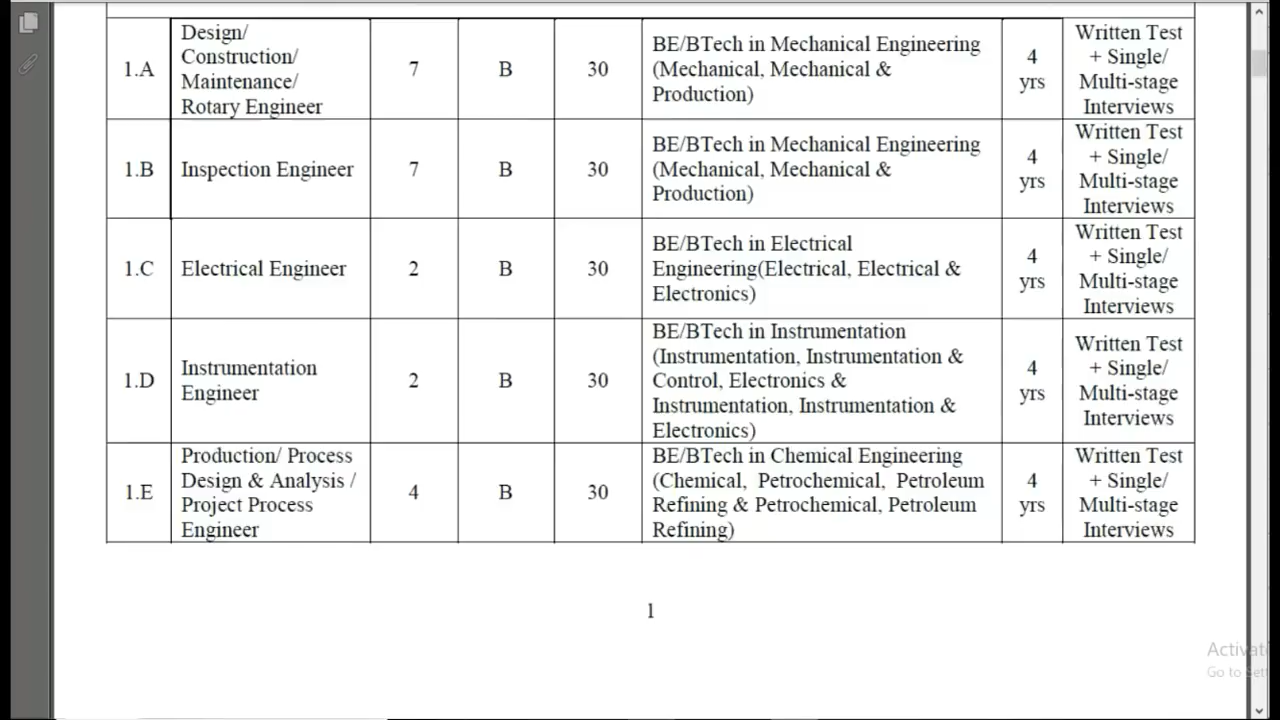 1.A
Design/
Construction/
Maintenance/
Rotary Engineer
7
B
30
BE/BTech in Mechanical Engineering
(Mechanical, Mechanical &
Production)
4
yrs
Written Test
+ Single/
Multi-stage
Interviews
1.B
Inspection Engineer
7
B
30
BE/BTech in Mechanical Engineering
(Mechanical, Mechanical &
Production)
4
yrs
Written Test
+ Single/
Multi-stage
Interviews
1.C
Electrical Engineer
2
B
30
BE/BTech in Electrical
Engineering(Electrical, Electrical &
Electronics)
4
yrs
Written Test
+ Single/
Multi-stage
Interviews
1.D
Instrumentation
Engineer
2
B
30
BE/BTech in Instrumentation
(Instrumentation, Instrumentation &
Control, Electronics &
Instrumentation, Instrumentation &
Electronics)
4
yrs
Written Test
+ Single/
Multi-stage
Interviews
1.E
Production/ Process
Design & Analysis /
Project Process
Engineer
4
B
30
BE/BTech in Chemical Engineering
(Chemical, Petrochemical, Petroleum
Refining & Petrochemical, Petroleum
Refining)
4
yrs
Written Test
+ Single/
Multi-stage
Interviews
1
Activate
Go to Sett